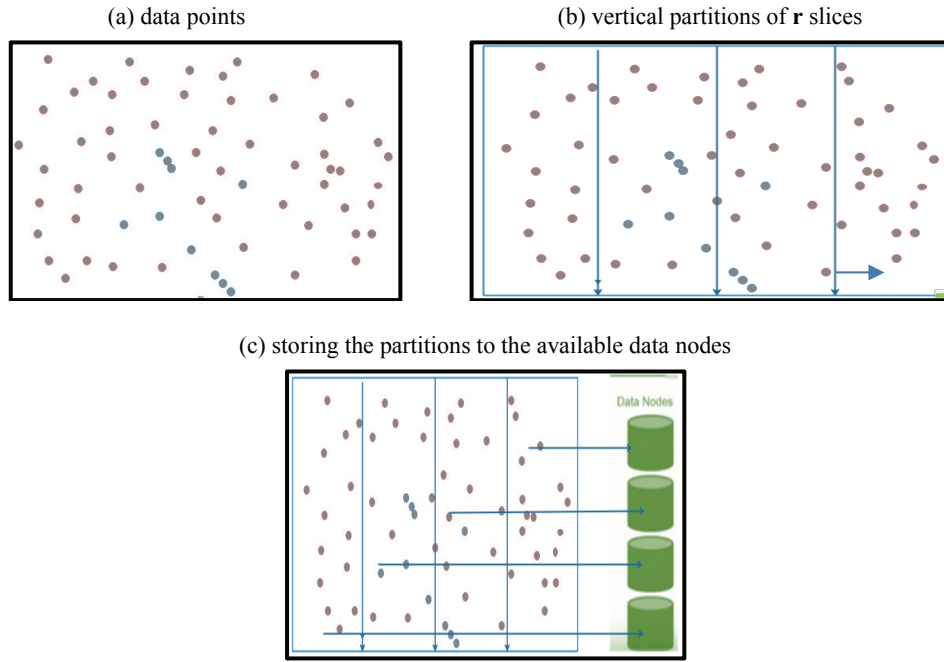 (a) data points
(b) vertical partitions of r slices
(c) storing the partitions to the available data nodes
Data Nodes